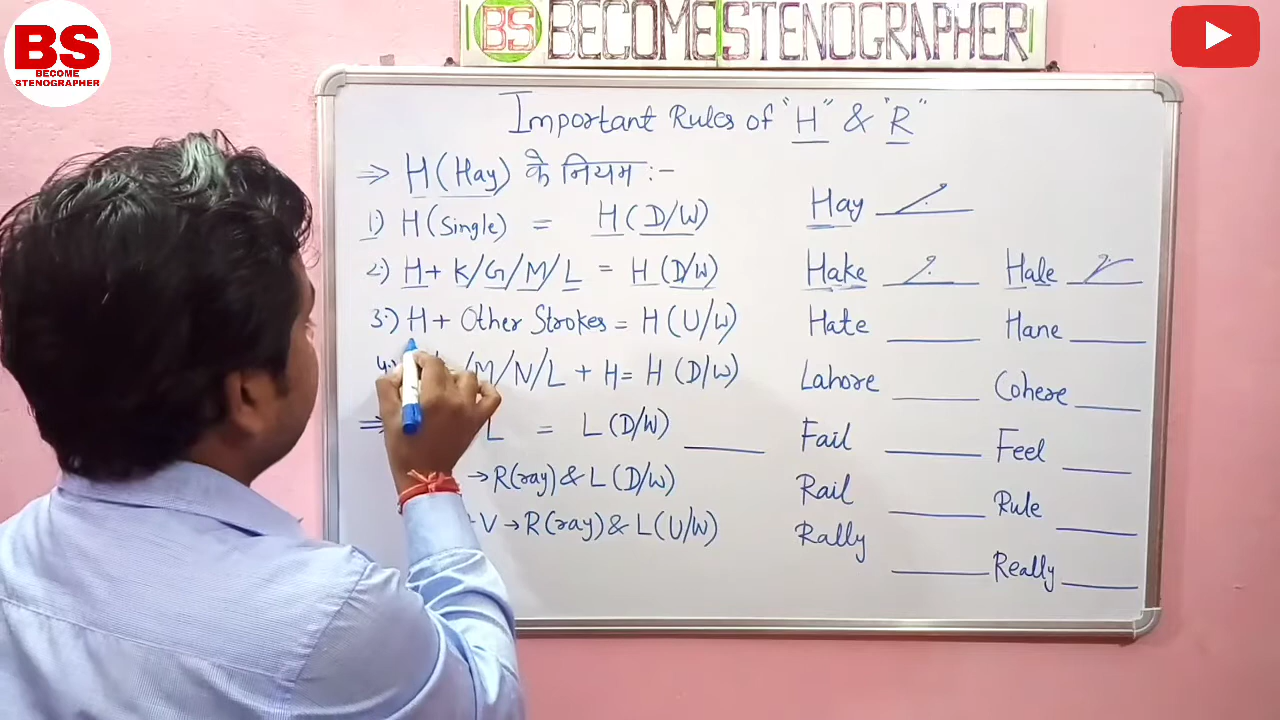 BS
BECOME
STENOGRAPHER
BS BECOME STENOGRAPHER
Important Rules of "H" & "R"
⇒ H (Hay) के नियम :-
1) H (Single) = H (D/W)
2.) H + K/G/M/L = H (D/W)
3.) H + Other Strokes = H (U/W)
4.) /M/N/L + H = H (D/W)
⇒ L = L (D/W)
→ R (ray) & L (D/W)
+ V → R (ray) & L (U/W)
Hay
Hake Hale
Hate Hane
Lahore Cohere
Fail Feel
Rail Rule
Rally Really